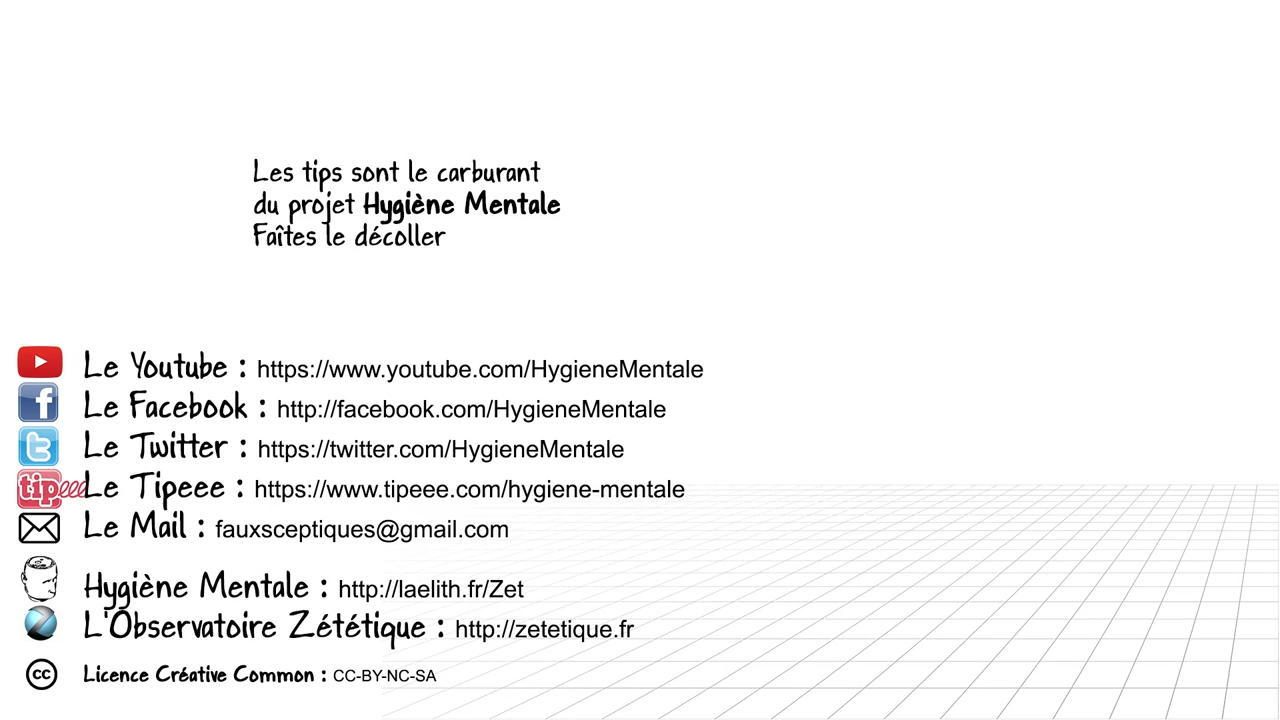 Les tips sont le carburant
du projet Hygiène Mentale
Faîtes le décoller
Le Youtube : https://www.youtube.com/HygieneMentale
Le Facebook : http://facebook.com/HygieneMentale
Le Twitter : https://twitter.com/HygieneMentale
tipeee Le Tipeee : https://www.tipeee.com/hygiene-mentale
Le Mail : fauxsceptiques@gmail.com
Hygiène Mentale : http://laelith.fr/Zet
L'Observatoire Zététique : http://zetetique.fr
cc Licence Créative Common : CC-BY-NC-SA